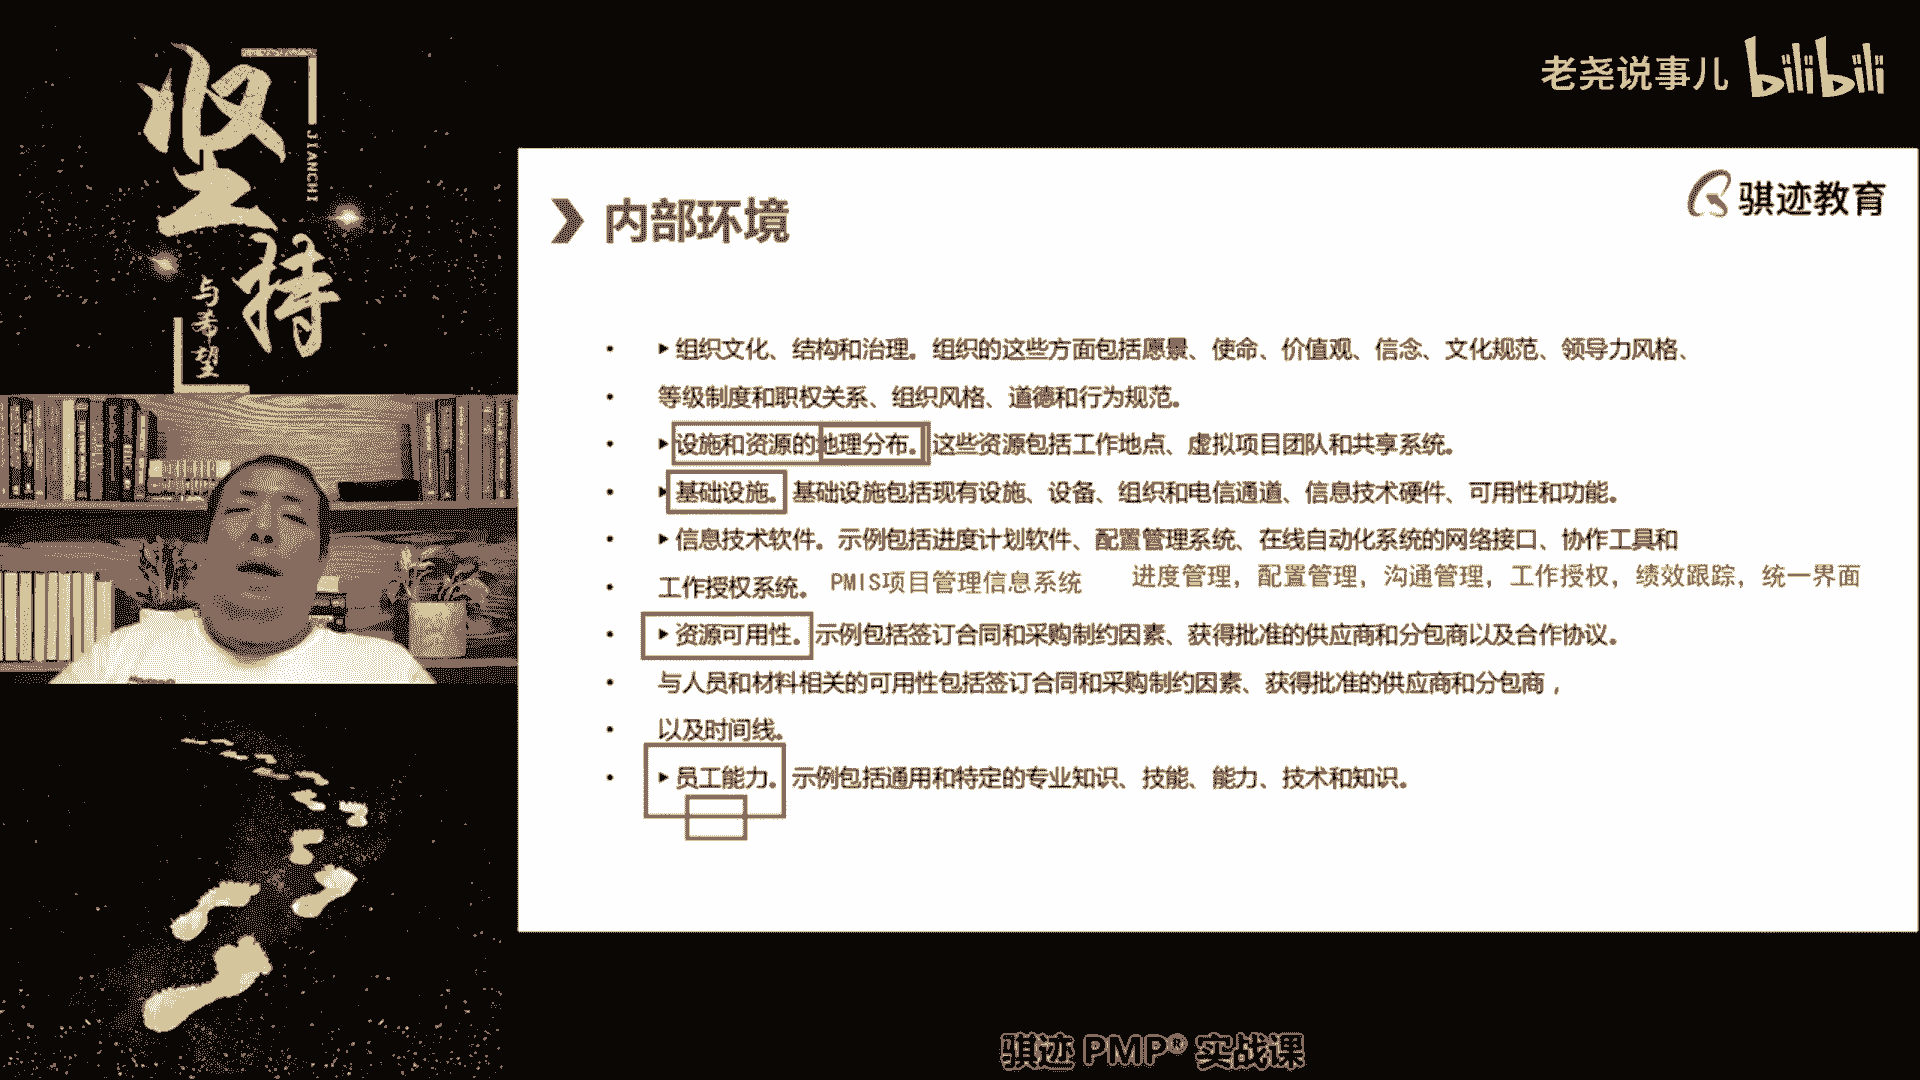 坚持
JIANCHI
与希望
老尧说事儿 bilibili
骐迹教育
内部环境
• ▸组织文化、结构和治理。组织的这些方面包括愿景、使命、价值观、信念、文化规范、领导力风格、
• 等级制度和职权关系、组织风格、道德和行为规范。
• ▸设施和资源的地理分布。这些资源包括工作地点、虚拟项目团队和共享系统。
• ▸基础设施。基础设施包括现有设施、设备、组织和电信通道、信息技术硬件、可用性和功能。
• ▸信息技术软件。示例包括进度计划软件、配置管理系统、在线自动化系统的网络接口、协作工具和
• 工作授权系统。 PMIS项目管理信息系统 进度管理，配置管理，沟通管理，工作授权，绩效跟踪，统一界面
• ▸资源可用性。示例包括签订合同和采购制约因素、获得批准的供应商和分包商以及合作协议。
• 与人员和材料相关的可用性包括签订合同和采购制约因素、获得批准的供应商和分包商，
• 以及时间线。
• ▸员工能力。示例包括通用和特定的专业知识、技能、能力、技术和知识。
骐迹 PMP® 实战课